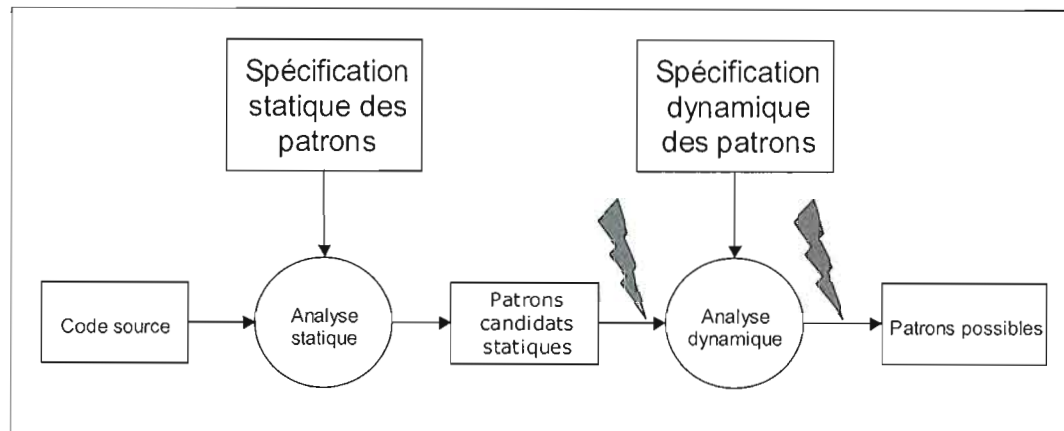 Spécification
statique des
patrons
Spécification
dynamique
des patrons
Code source
Analyse
statique
Patrons
candidats
statiques
Analyse
dynamique
Patrons possibles